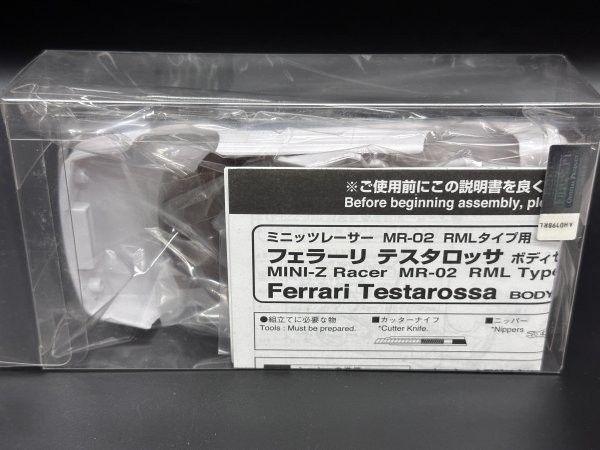 ※ご使用前にこの説明書を良く
Before beginning assembly, ple
ミニッツレーサー MR-02 RMLタイプ用
フェラーリ テスタロッサ ボディセ
MINI-Z Racer MR-02 RML Type
Ferrari Testarossa BODY
●組立てに必要な物
Tools : Must be prepared.
■カッターナイフ
*Cutter Knife.
■ニッパー
*Nippers